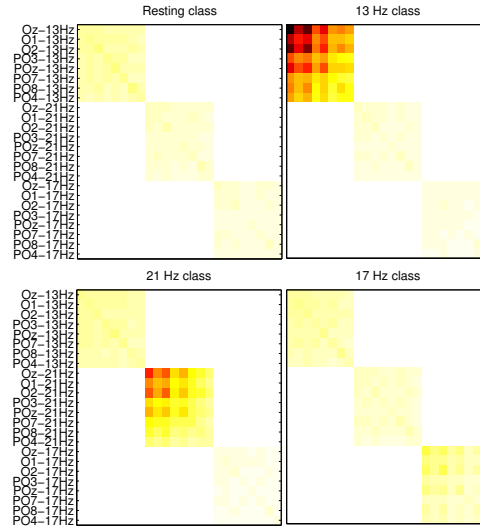 Resting class
13 Hz class
Oz−13Hz
O1−13Hz
O2−13Hz
PO3−13Hz
POz−13Hz
PO7−13Hz
PO8−13Hz
PO4−13Hz
Oz−21Hz
O1−21Hz
O2−21Hz
PO3−21Hz
POz−21Hz
PO7−21Hz
PO8−21Hz
PO4−21Hz
Oz−17Hz
O1−17Hz
O2−17Hz
PO3−17Hz
POz−17Hz
PO7−17Hz
PO8−17Hz
PO4−17Hz
21 Hz class
17 Hz class
Oz−13Hz
O1−13Hz
O2−13Hz
PO3−13Hz
POz−13Hz
PO7−13Hz
PO8−13Hz
PO4−13Hz
Oz−21Hz
O1−21Hz
O2−21Hz
PO3−21Hz
POz−21Hz
PO7−21Hz
PO8−21Hz
PO4−21Hz
Oz−17Hz
O1−17Hz
O2−17Hz
PO3−17Hz
POz−17Hz
PO7−17Hz
PO8−17Hz
PO4−17Hz